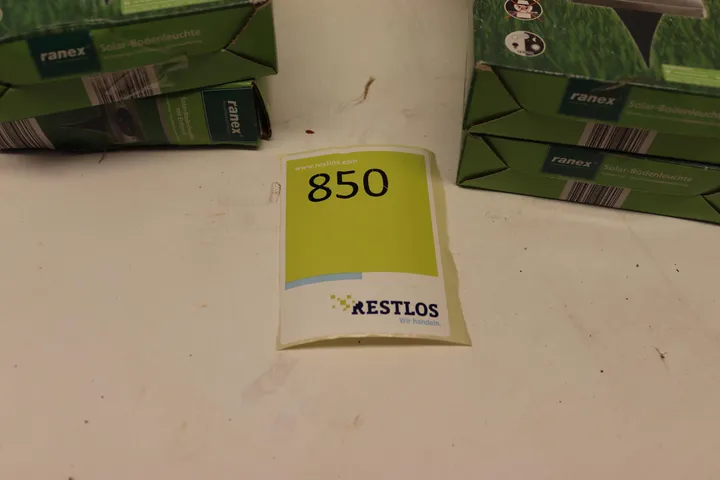 ranex
Solar-Bodenleuchte
ranex
ranex
Solar-Bodenleuchte
ranex
Solar-Bodenleuchte
www.restlos.com
850
RESTLOS
Wir handeln.